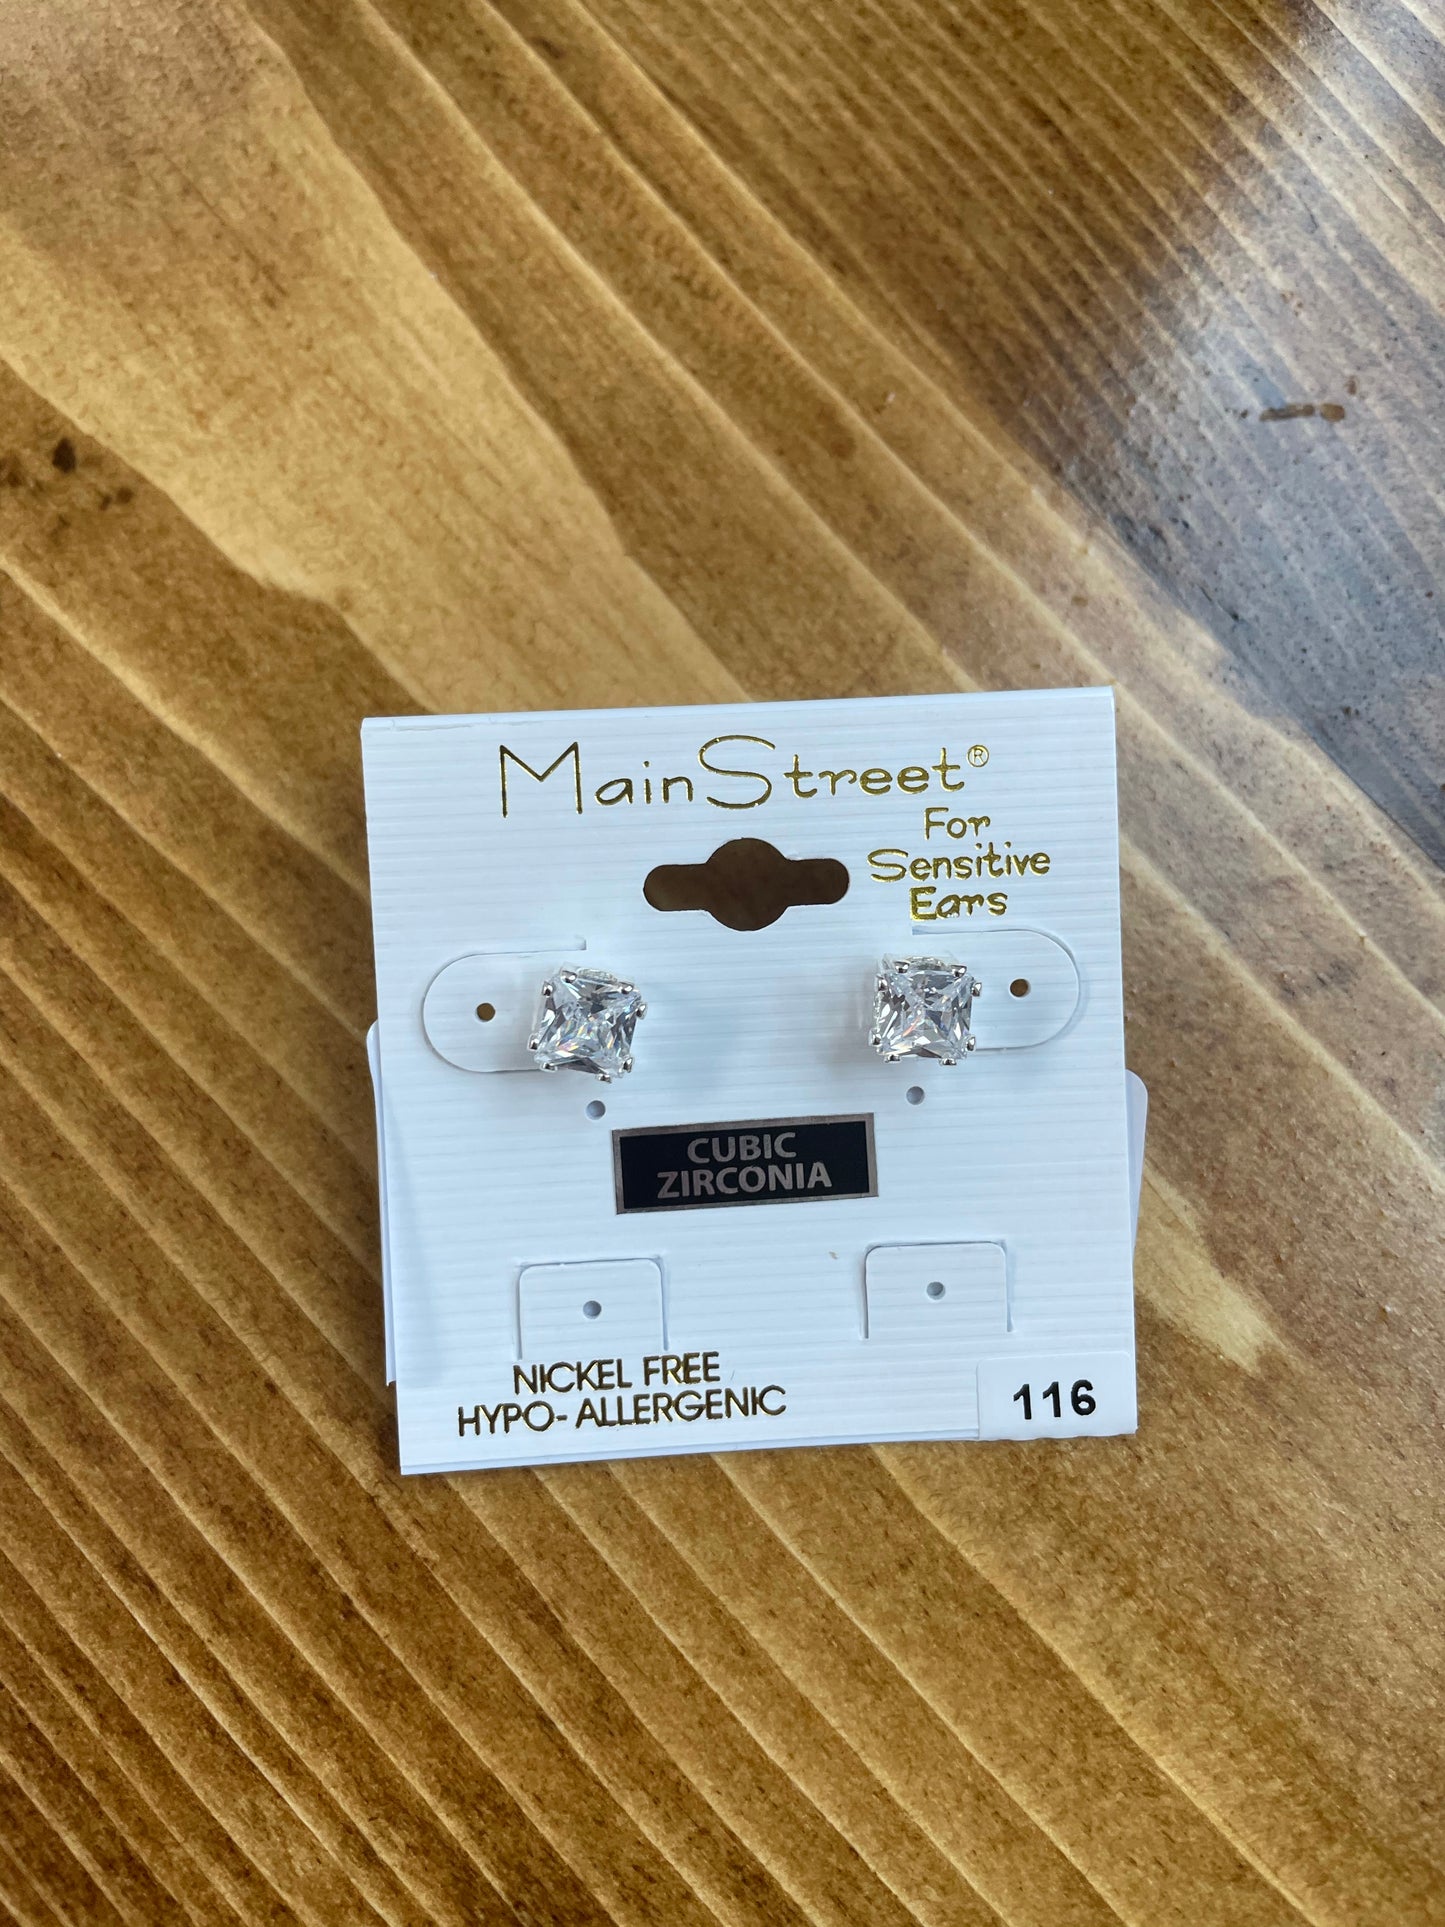 MainStreet®
For
Sensitive
Ears
CUBIC
ZIRCONIA
NICKEL FREE
HYPO-ALLERGENIC
116